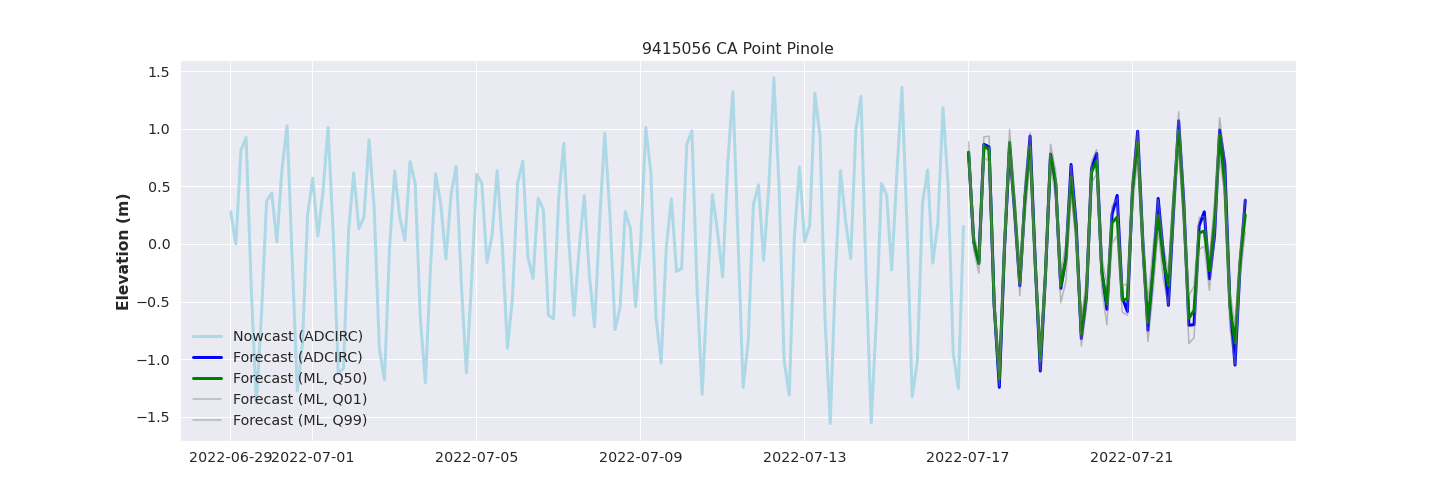 9415056 CA Point Pinole
1.5
1.0
0.5
0.0
−0.5
−1.0
−1.5
Elevation (m)
Nowcast (ADCIRC)
Forecast (ADCIRC)
Forecast (ML, Q50)
Forecast (ML, Q01)
Forecast (ML, Q99)
2022-06-29 2022-07-01 2022-07-05 2022-07-09 2022-07-13 2022-07-17 2022-07-21